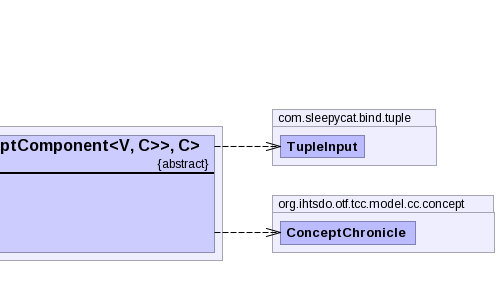 com.sleepycat.bind.tuple
ptComponent<V, C>>, C>
TupleInput
{abstract}
org.ihtsdo.otf.tcc.model.cc.concept
ConceptChronicle